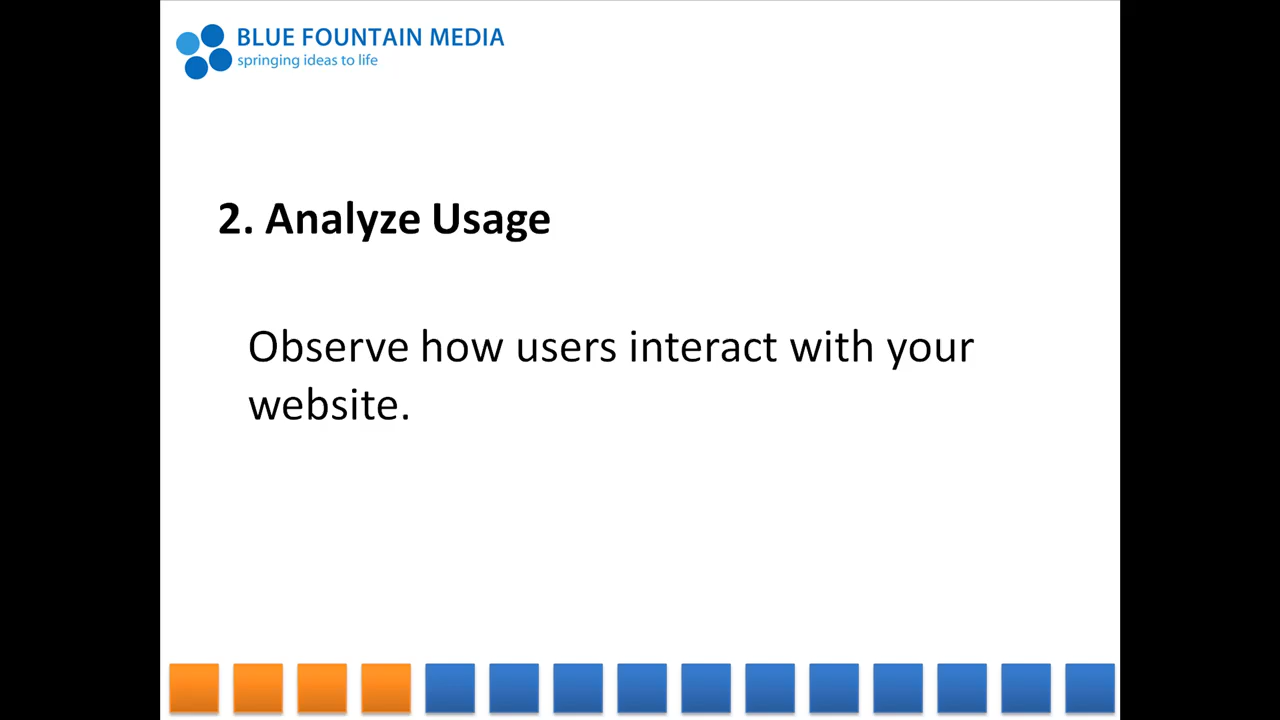 BLUE FOUNTAIN MEDIA
springing ideas to life
2. Analyze Usage
Observe how users interact with your
website.